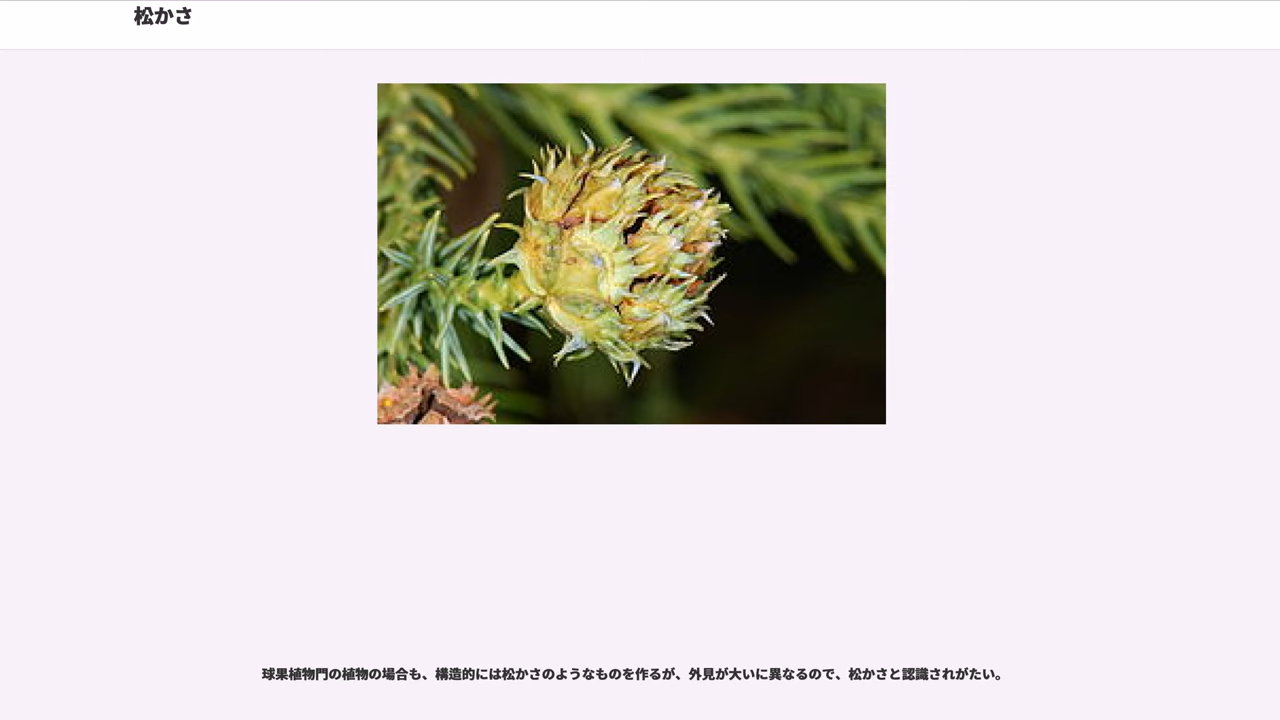 松かさ
球果植物門の植物の場合も、構造的には松かさのようなものを作るが、外見が大いに異なるので、松かさと認識されがたい。